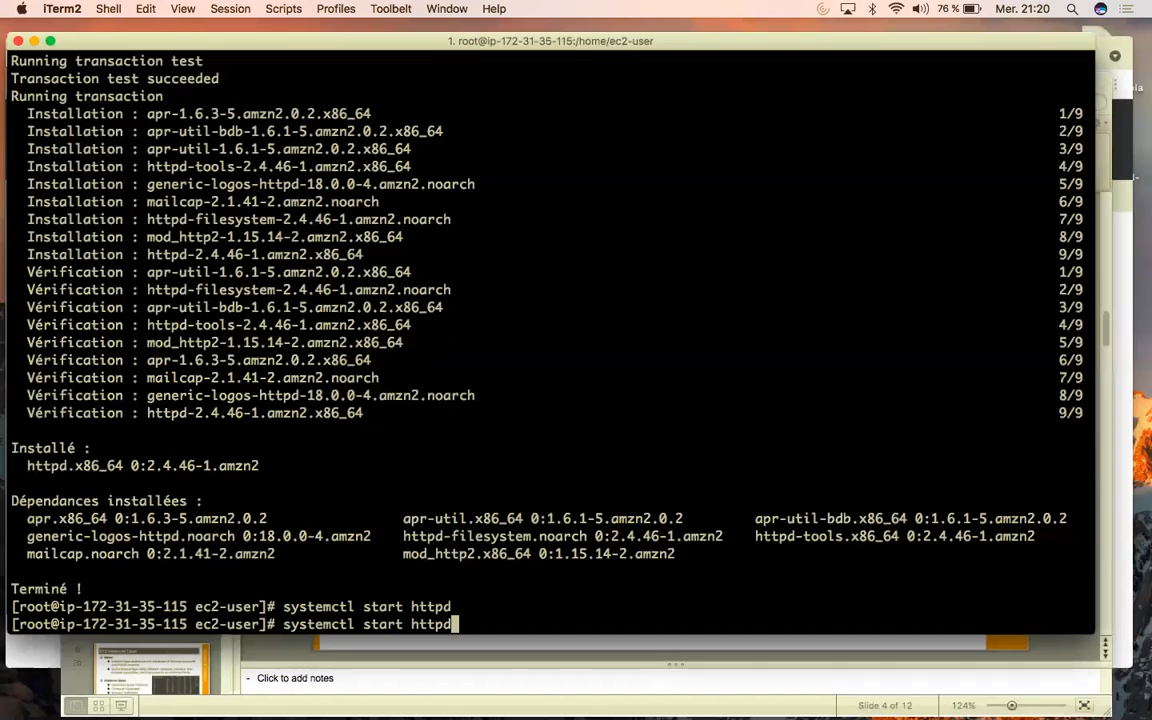 iTerm2 Shell Edit View Session Scripts Profiles Toolbelt Window Help 76 % Mer. 21:20
1. root@ip-172-31-35-115:/home/ec2-user
Running transaction test
Transaction test succeeded
Running transaction
Installation : apr-1.6.3-5.amzn2.0.2.x86_64 1/9
Installation : apr-util-bdb-1.6.1-5.amzn2.0.2.x86_64 2/9
Installation : apr-util-1.6.1-5.amzn2.0.2.x86_64 3/9
Installation : httpd-tools-2.4.46-1.amzn2.x86_64 4/9
Installation : generic-logos-httpd-18.0.0-4.amzn2.noarch 5/9
Installation : mailcap-2.1.41-2.amzn2.noarch 6/9
Installation : httpd-filesystem-2.4.46-1.amzn2.noarch 7/9
Installation : mod_http2-1.15.14-2.amzn2.x86_64 8/9
Installation : httpd-2.4.46-1.amzn2.x86_64 9/9
Vérification : apr-util-1.6.1-5.amzn2.0.2.x86_64 1/9
Vérification : httpd-filesystem-2.4.46-1.amzn2.noarch 2/9
Vérification : apr-util-bdb-1.6.1-5.amzn2.0.2.x86_64 3/9
Vérification : httpd-tools-2.4.46-1.amzn2.x86_64 4/9
Vérification : mod_http2-1.15.14-2.amzn2.x86_64 5/9
Vérification : apr-1.6.3-5.amzn2.0.2.x86_64 6/9
Vérification : mailcap-2.1.41-2.amzn2.noarch 7/9
Vérification : generic-logos-httpd-18.0.0-4.amzn2.noarch 8/9
Vérification : httpd-2.4.46-1.amzn2.x86_64 9/9
Installé :
httpd.x86_64 0:2.4.46-1.amzn2
Dépendances installées :
apr.x86_64 0:1.6.3-5.amzn2.0.2 apr-util.x86_64 0:1.6.1-5.amzn2.0.2 apr-util-bdb.x86_64 0:1.6.1-5.amzn2.0.2
generic-logos-httpd.noarch 0:18.0.0-4.amzn2 httpd-filesystem.noarch 0:2.4.46-1.amzn2 httpd-tools.x86_64 0:2.4.46-1.amzn2
mailcap.noarch 0:2.1.41-2.amzn2 mod_http2.x86_64 0:1.15.14-2.amzn2
Terminé !
[root@ip-172-31-35-115 ec2-user]# systemctl start httpd
[root@ip-172-31-35-115 ec2-user]# systemctl start httpd
Click to add notes
Slide 4 of 12 124%